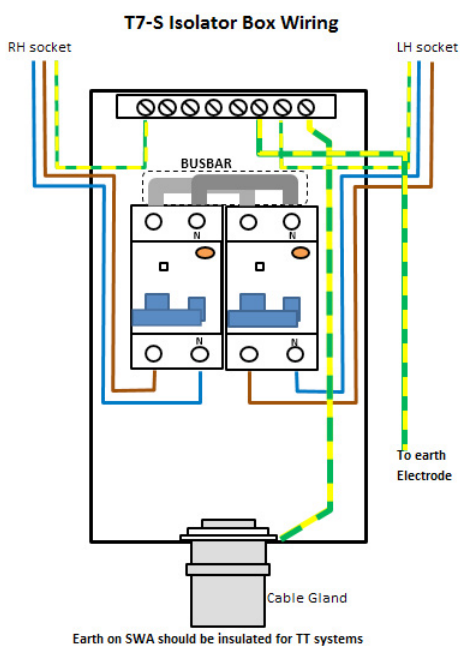 T7-S Isolator Box Wiring
RH socket
LH socket
BUSBAR
N
N
N
N
To earth
Electrode
Cable Gland
Earth on SWA should be insulated for TT systems